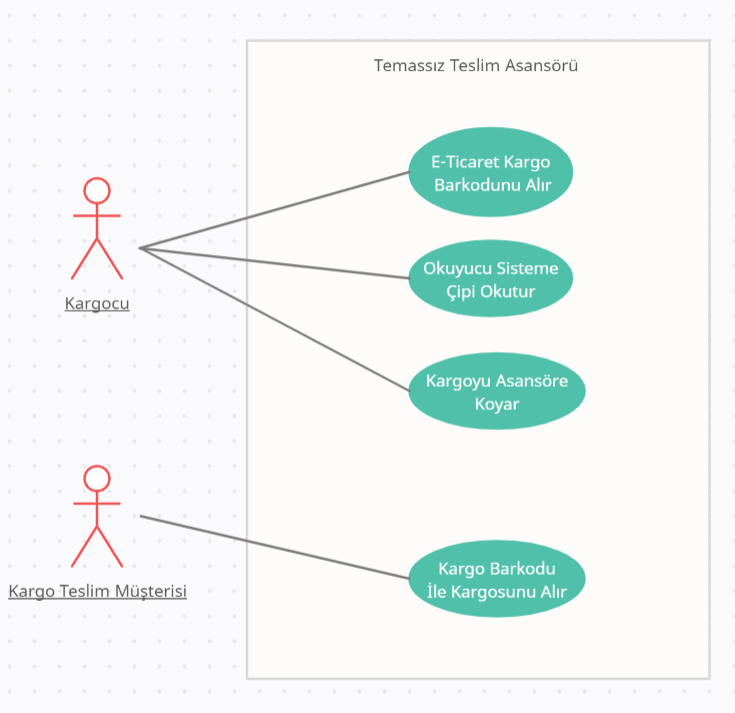 Temassız Teslim Asansörü
E-Ticaret Kargo
Barkodunu Alır
Okuyucu Sisteme
Çipi Okutur
Kargocu
Kargoyu Asansöre
Koyar
Kargo Barkodu
İle Kargosunu Alır
Kargo Teslim Müşterisi